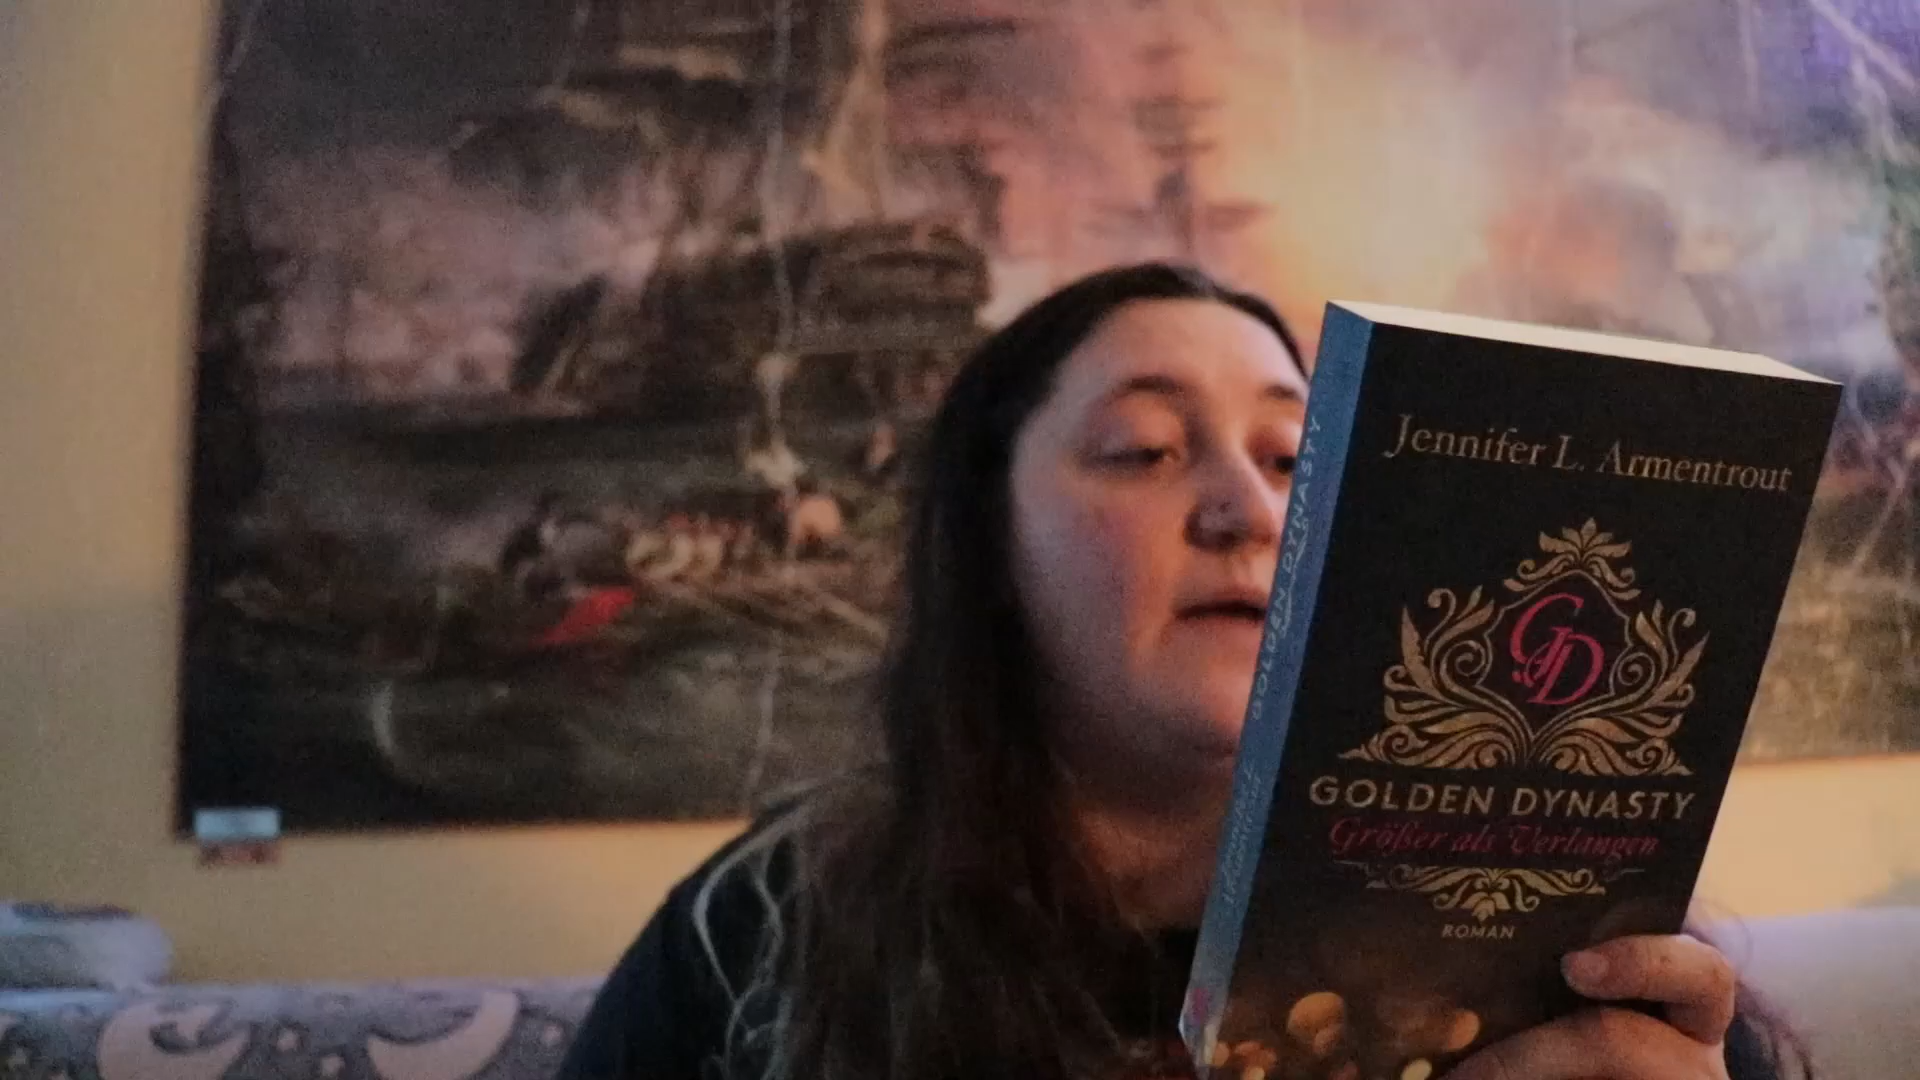 Jennifer L. Armentrout
GD
GOLDEN DYNASTY
Größer als Verlangen
ROMAN
GOLDEN DYNASTY